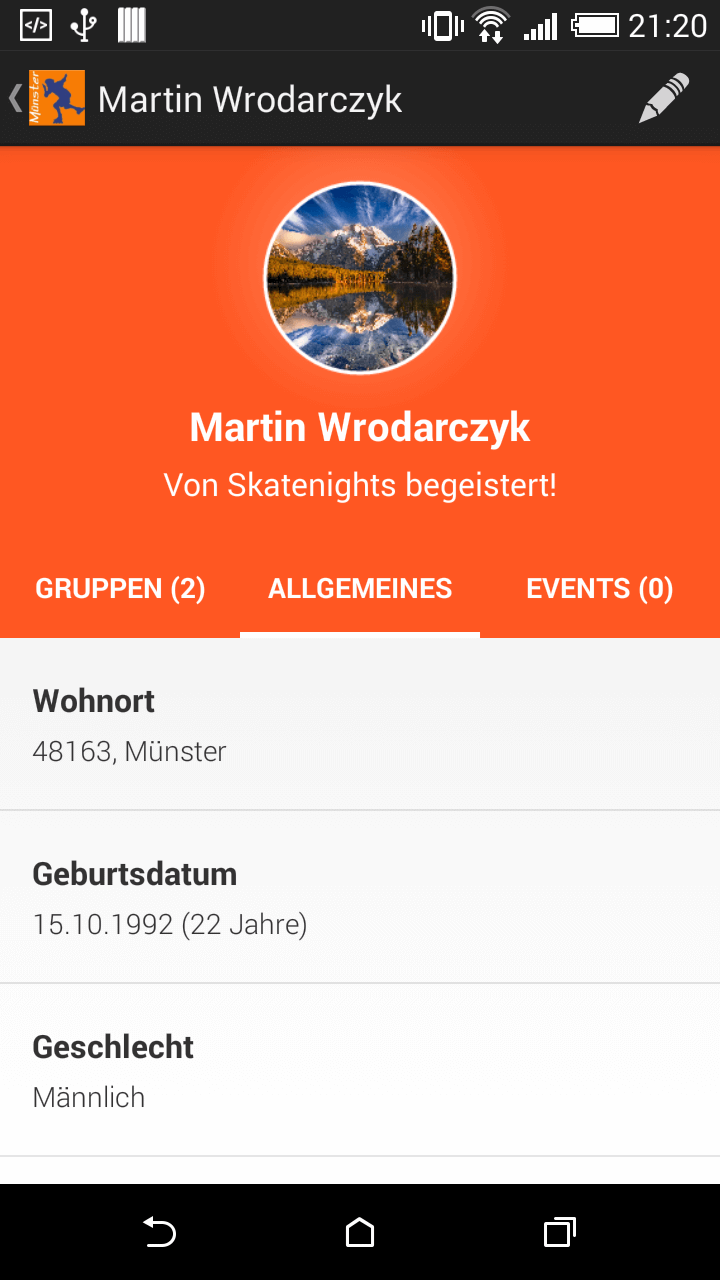 21:20
Münster
Martin Wrodarczyk
Martin Wrodarczyk
Von Skatenights begeistert!
GRUPPEN (2) ALLGEMEINES EVENTS (0)
Wohnort
48163, Münster
Geburtsdatum
15.10.1992 (22 Jahre)
Geschlecht
Männlich